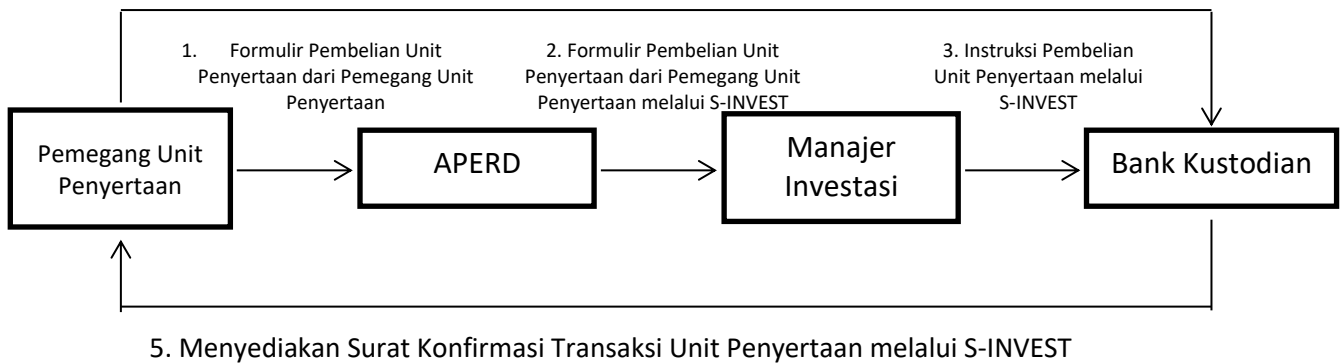 1. Formulir Pembelian Unit
Penyertaan dari Pemegang Unit
Penyertaan
2. Formulir Pembelian Unit
Penyertaan dari Pemegang Unit
Penyertaan melalui S-INVEST
3. Instruksi Pembelian
Unit Penyertaan melalui
S-INVEST
Pemegang Unit
Penyertaan
APERD
Manajer
Investasi
Bank Kustodian
5. Menyediakan Surat Konfirmasi Transaksi Unit Penyertaan melalui S-INVEST